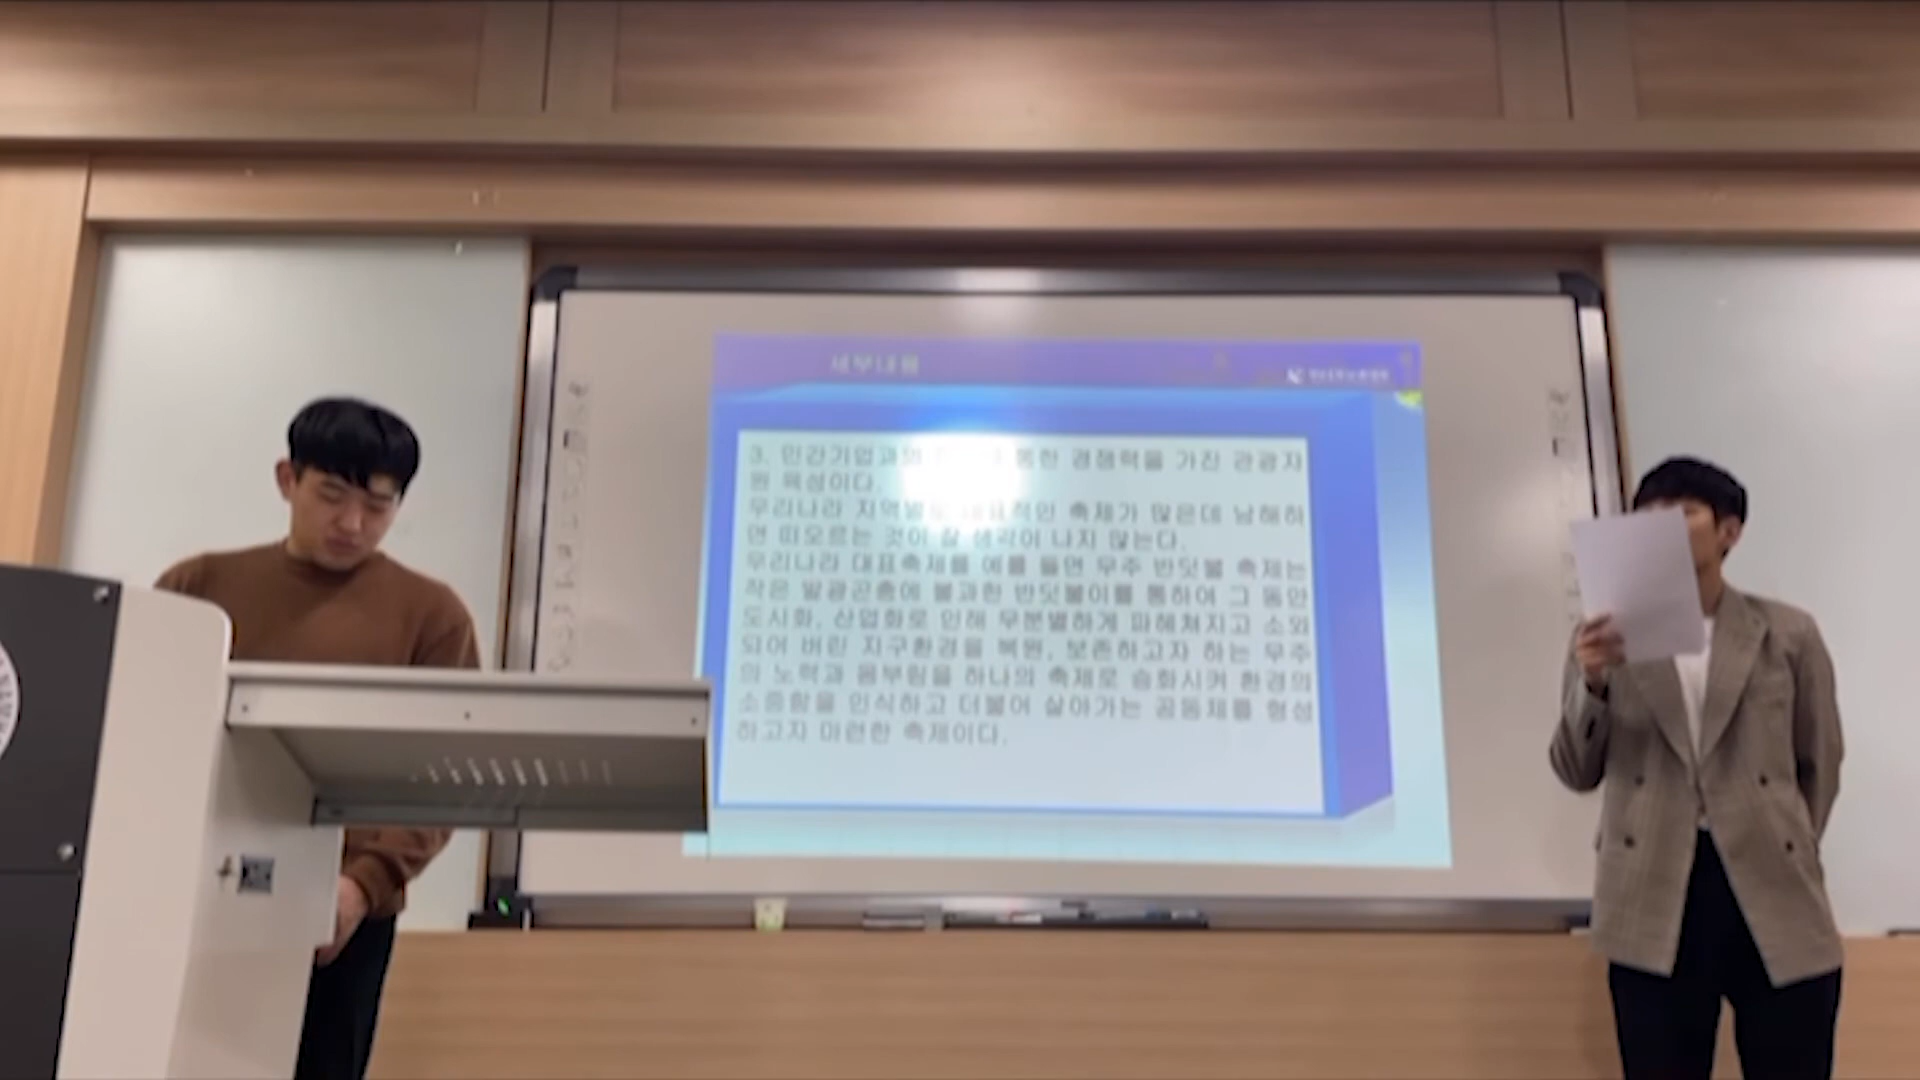 세부내용
3. 민간기업과의 통한 경쟁력을 가진 관광자
원 육성이다.
우리나라 지역별로 대표적인 축제가 많은데 남해하
면 떠오르는 것이 잘 생각이 나지 않는다.
우리나라 대표축제를 예를 들면 무주 반딧불 축제는
작은 발광곤충에 불과한 반딧불이를 통하여 그 동안
도시화, 산업화로 인해 무분별하게 파헤쳐지고 소외
되어 버린 지구환경을 복원, 보존하고자 하는 무주
의 노력과 몸부림을 하나의 축제로 승화시켜 환경의
소중함을 인식하고 더불어 살아가는 공동체를 형성
하고자 마련한 축제이다.